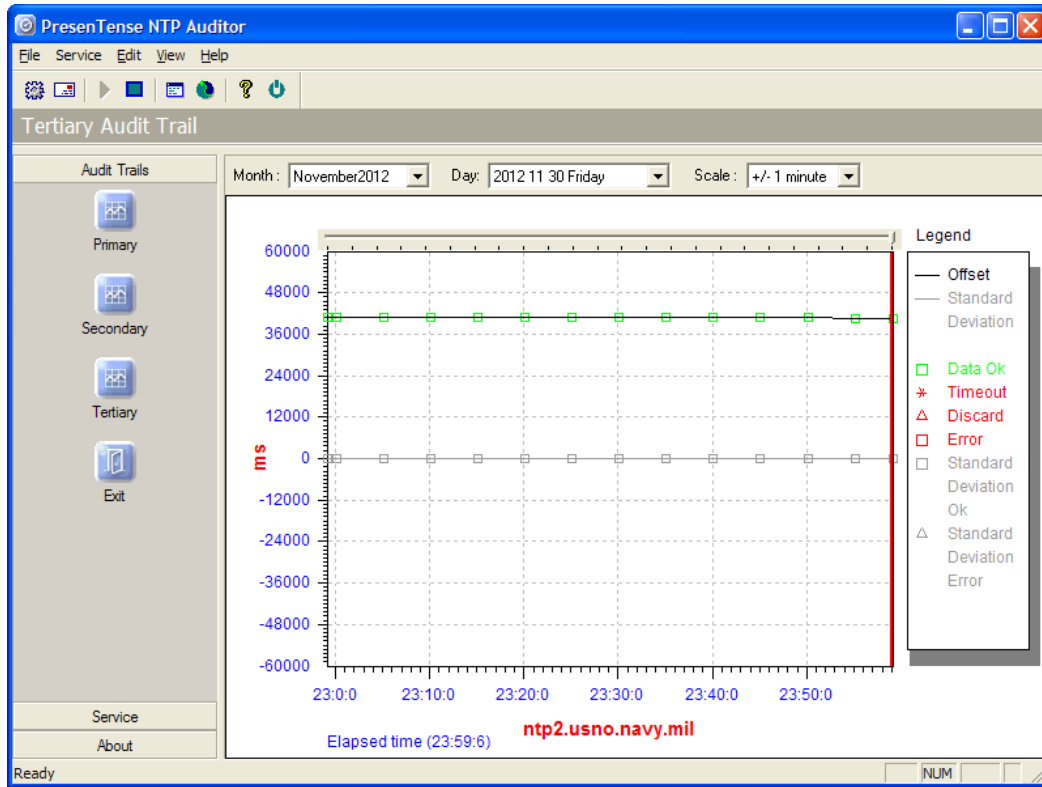 PresenTense NTP Auditor
File Service Edit View Help
Tertiary Audit Trail
Audit Trails
Primary
Secondary
Tertiary
Exit
Service
About
Month : November2012 Day: 2012 11 30 Friday Scale : +/- 1 minute
60000
48000
36000
24000
12000
0
-12000
-24000
-36000
-48000
-60000
ms
23:0:0 23:10:0 23:20:0 23:30:0 23:40:0 23:50:0
ntp2.usno.navy.mil
Elapsed time (23:59:6)
Legend
Offset
Standard
Deviation
Data Ok
Timeout
Discard
Error
Standard
Deviation
Ok
Standard
Deviation
Error
Ready
NUM